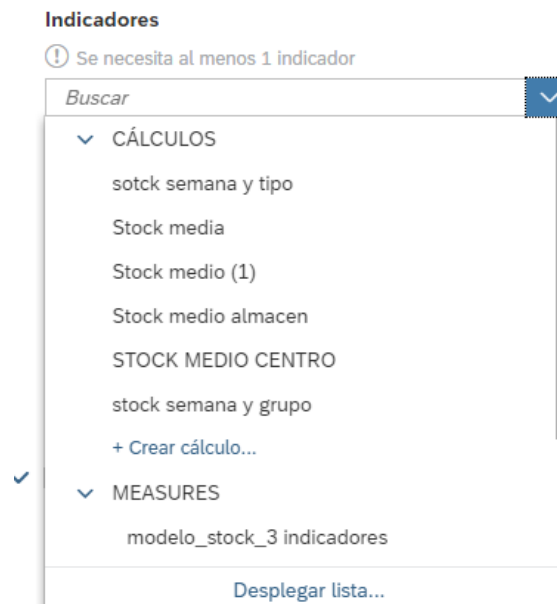 Indicadores
Se necesita al menos 1 indicador
Buscar
CÁLCULOS
sotck semana y tipo
Stock media
Stock medio (1)
Stock medio almacen
STOCK MEDIO CENTRO
stock semana y grupo
+ Crear cálculo...
MEASURES
modelo_stock_3 indicadores
Desplegar lista...